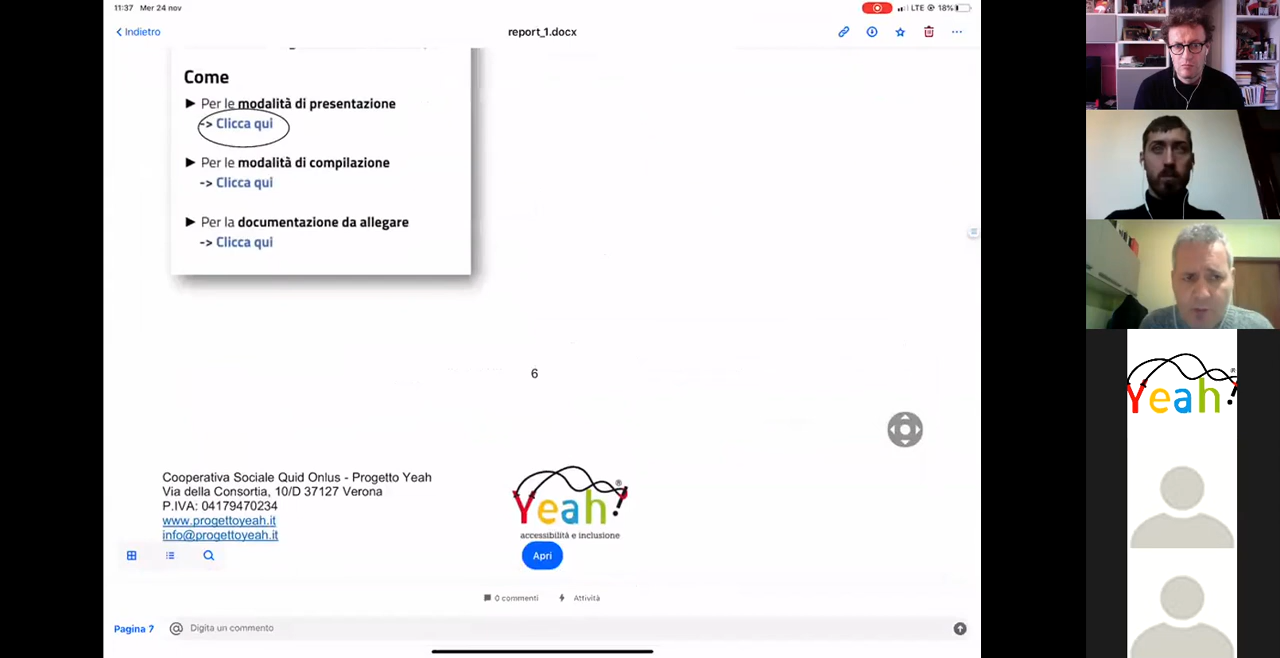 11:37 Mer 24 nov
LTE 18%
Indietro
report_1.docx
Come
► Per le modalità di presentazione
-> Clicca qui
► Per le modalità di compilazione
-> Clicca qui
► Per la documentazione da allegare
-> Clicca qui
6
Cooperativa Sociale Quid Onlus - Progetto Yeah
Via della Consortia, 10/D 37127 Verona
P.IVA: 04179470234
www.progettoyeah.it
info@progettoyeah.it
Yeah!®
accessibilità e inclusione
Apri
0 commenti
Attività
Pagina 7
@ Digita un commento
Yeah!®